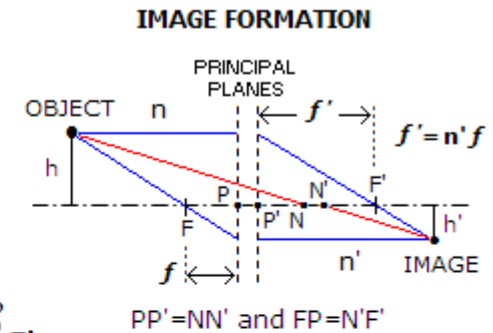 IMAGE FORMATION
PRINCIPAL
PLANES
OBJECT
n
f'
f'=n'f
h
P
N'
F'
F
P'
N
h'
f
n'
IMAGE
PP'=NN' and FP=N'F'